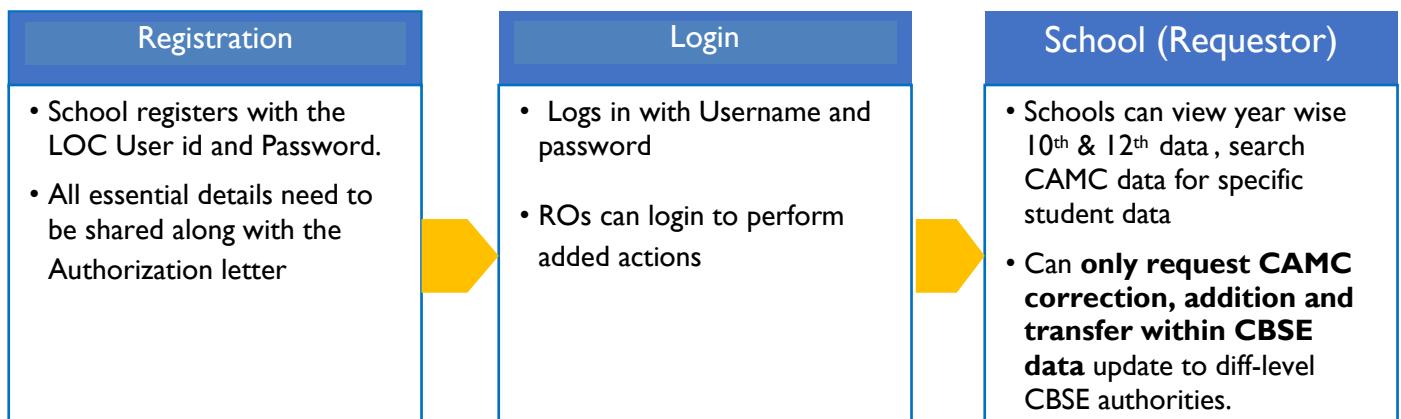 Registration
• School registers with the
LOC User id and Password.
• All essential details need to
be shared along with the
Authorization letter
Login
• Logs in with Username and
password
• ROs can login to perform
added actions
School (Requestor)
• Schools can view year wise
10th & 12th data , search
CAMC data for specific
student data
• Can only request CAMC
correction, addition and
transfer within CBSE
data update to diff-level
CBSE authorities.